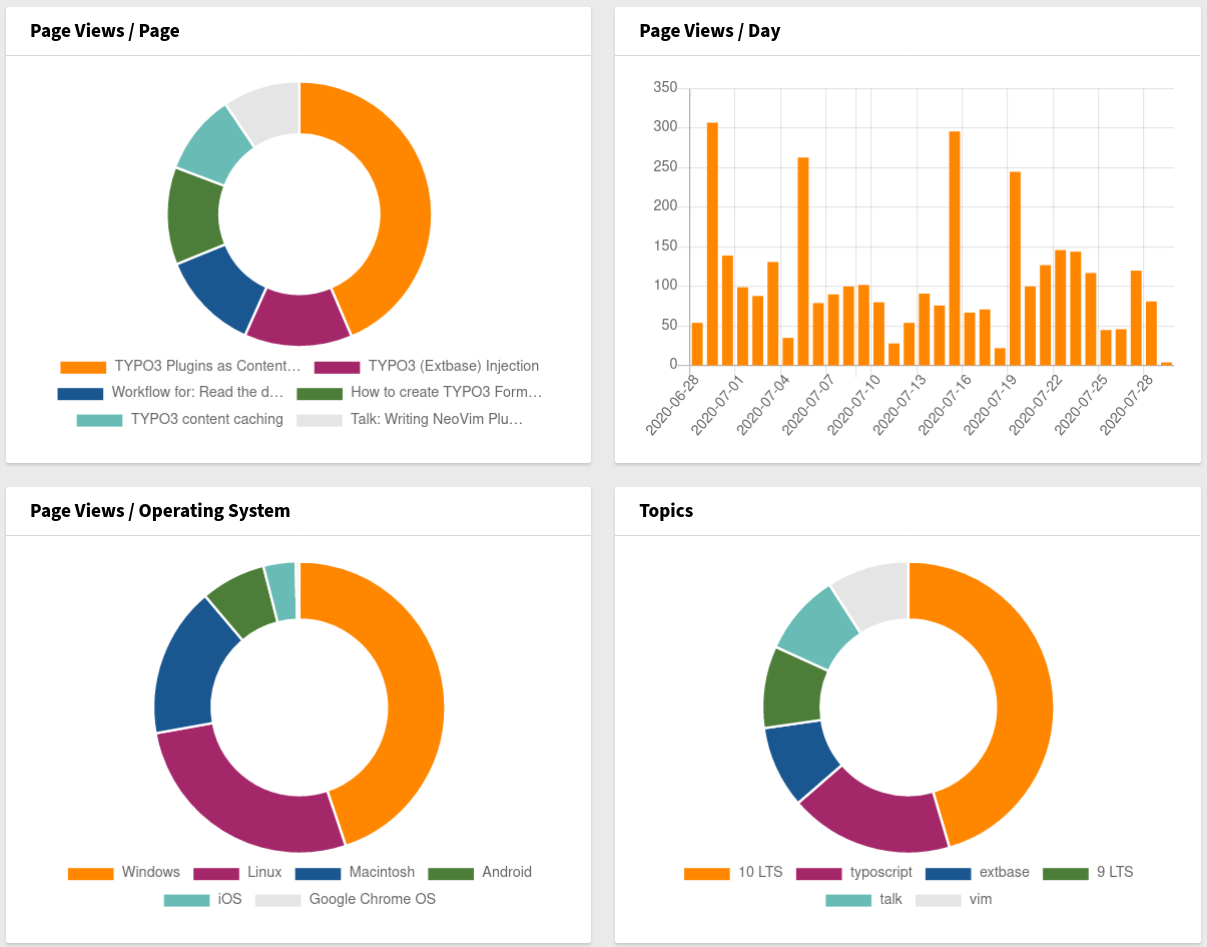 Page Views / Page
TYPO3 Plugins as Content...
TYPO3 (Extbase) Injection
Workflow for: Read the d...
How to create TYPO3 Form...
TYPO3 content caching
Talk: Writing NeoVim Plu...
Page Views / Day
350
300
250
200
150
100
50
0
2020-06-28
2020-07-01
2020-07-04
2020-07-07
2020-07-10
2020-07-13
2020-07-16
2020-07-19
2020-07-22
2020-07-25
2020-07-28
Page Views / Operating System
Windows
Linux
Macintosh
Android
iOS
Google Chrome OS
Topics
10 LTS
typoscript
extbase
9 LTS
talk
vim